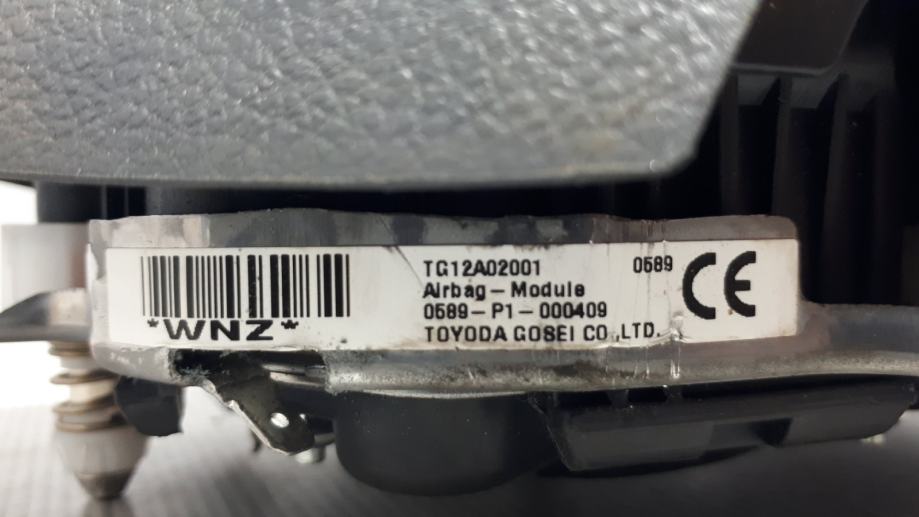 *WNZ*
TG12A02001
Airbag-Module
0589-P1-000409
TOYODA GOSEI CO.,LTD.
0589 CE